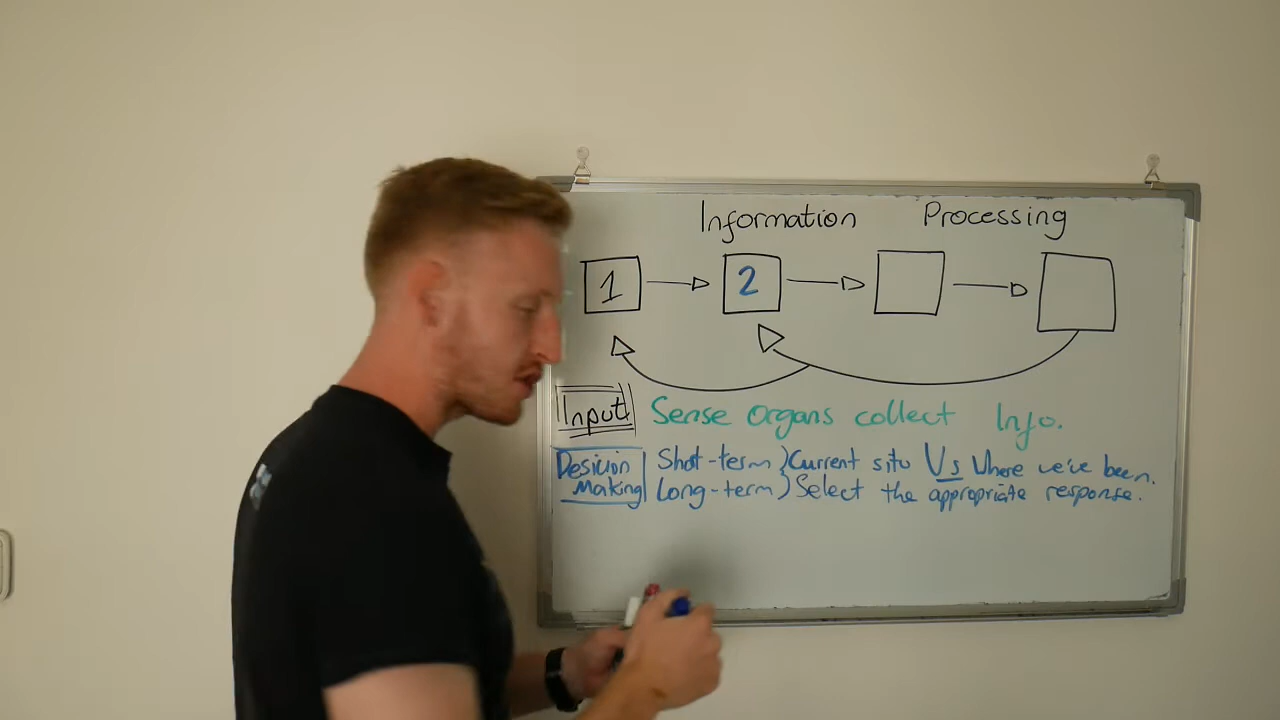 Information Processing
1 2
Input Sense Organs collect Info.
Desicion Shot-term } Current situ Vs Where we've been.
Making Long-term } Select the appropriate response.